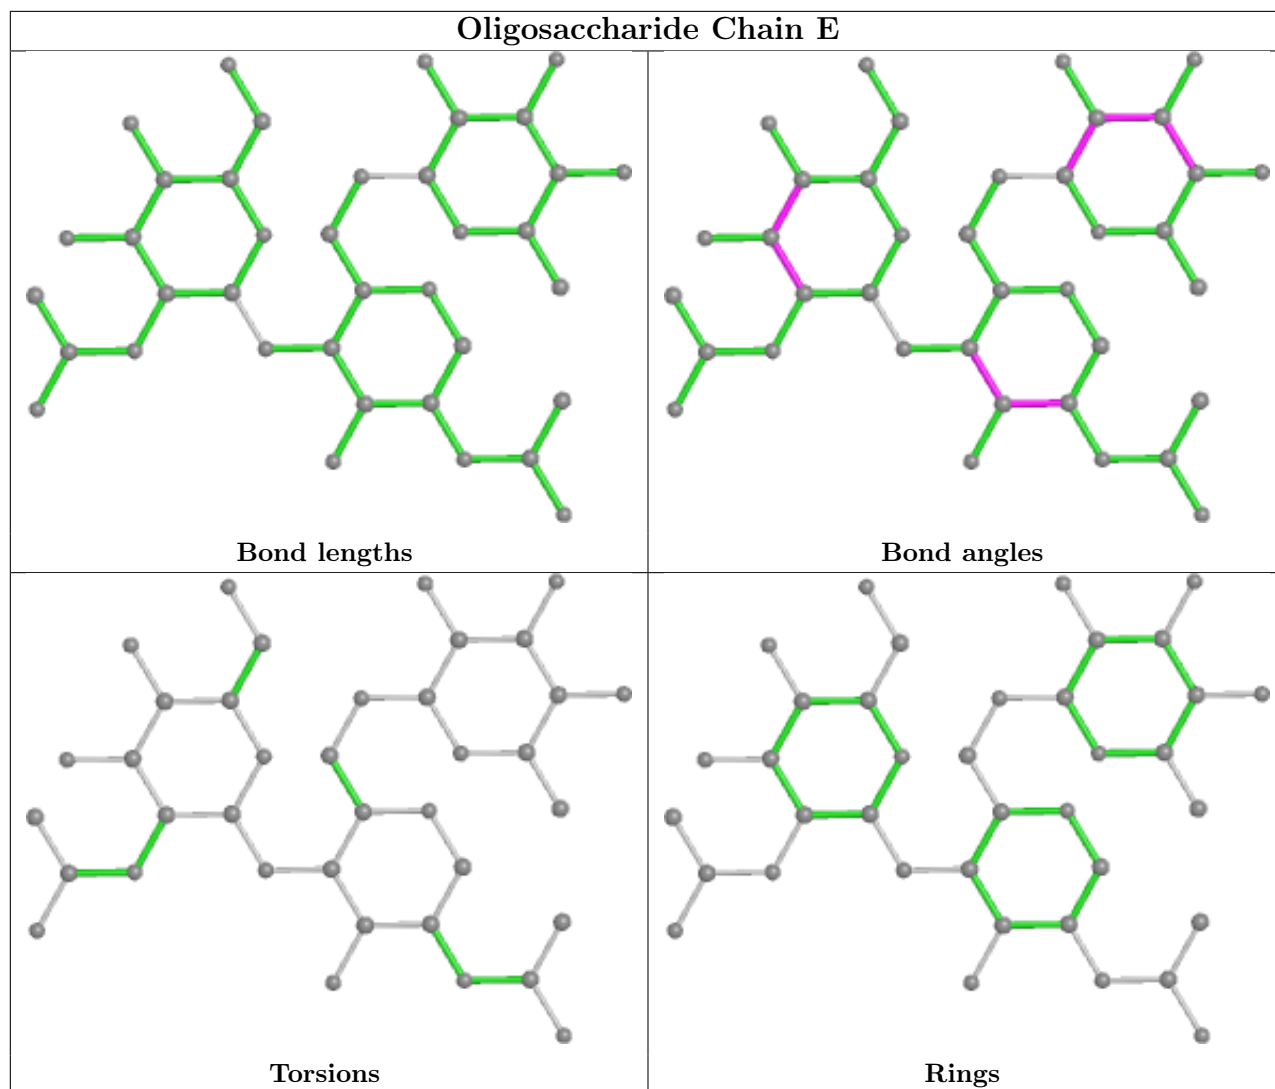 Oligosaccharide Chain E
Bond lengths
Bond angles
Torsions
Rings